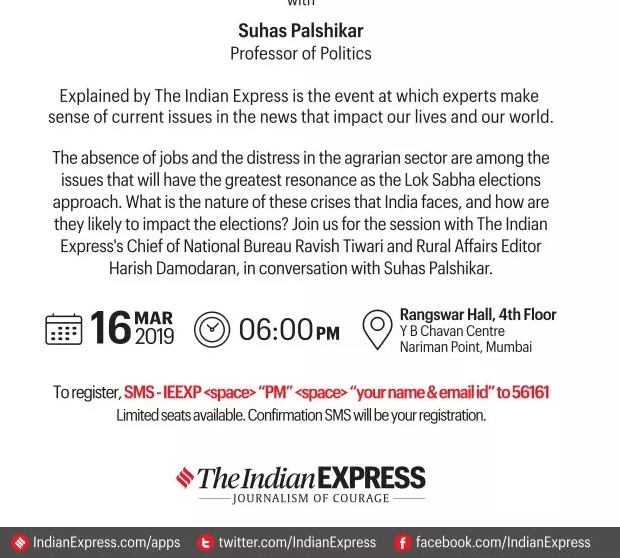 with
Suhas Palshikar
Professor of Politics
Explained by The Indian Express is the event at which experts make
sense of current issues in the news that impact our lives and our world.
The absence of jobs and the distress in the agrarian sector are among the
issues that will have the greatest resonance as the Lok Sabha elections
approach. What is the nature of these crises that India faces, and how are
they likely to impact the elections? Join us for the session with The Indian
Express's Chief of National Bureau Ravish Tiwari and Rural Affairs Editor
Harish Damodaran, in conversation with Suhas Palshikar.
16 MAR 2019
06:00 PM
Rangswar Hall, 4th Floor
Y B Chavan Centre
Nariman Point, Mumbai
To register, SMS - IEEXP <space> “PM” <space> “your name & email id” to 56161
Limited seats available. Confirmation SMS will be your registration.
The Indian EXPRESS
JOURNALISM OF COURAGE
IndianExpress.com/apps twitter.com/IndianExpress facebook.com/IndianExpress